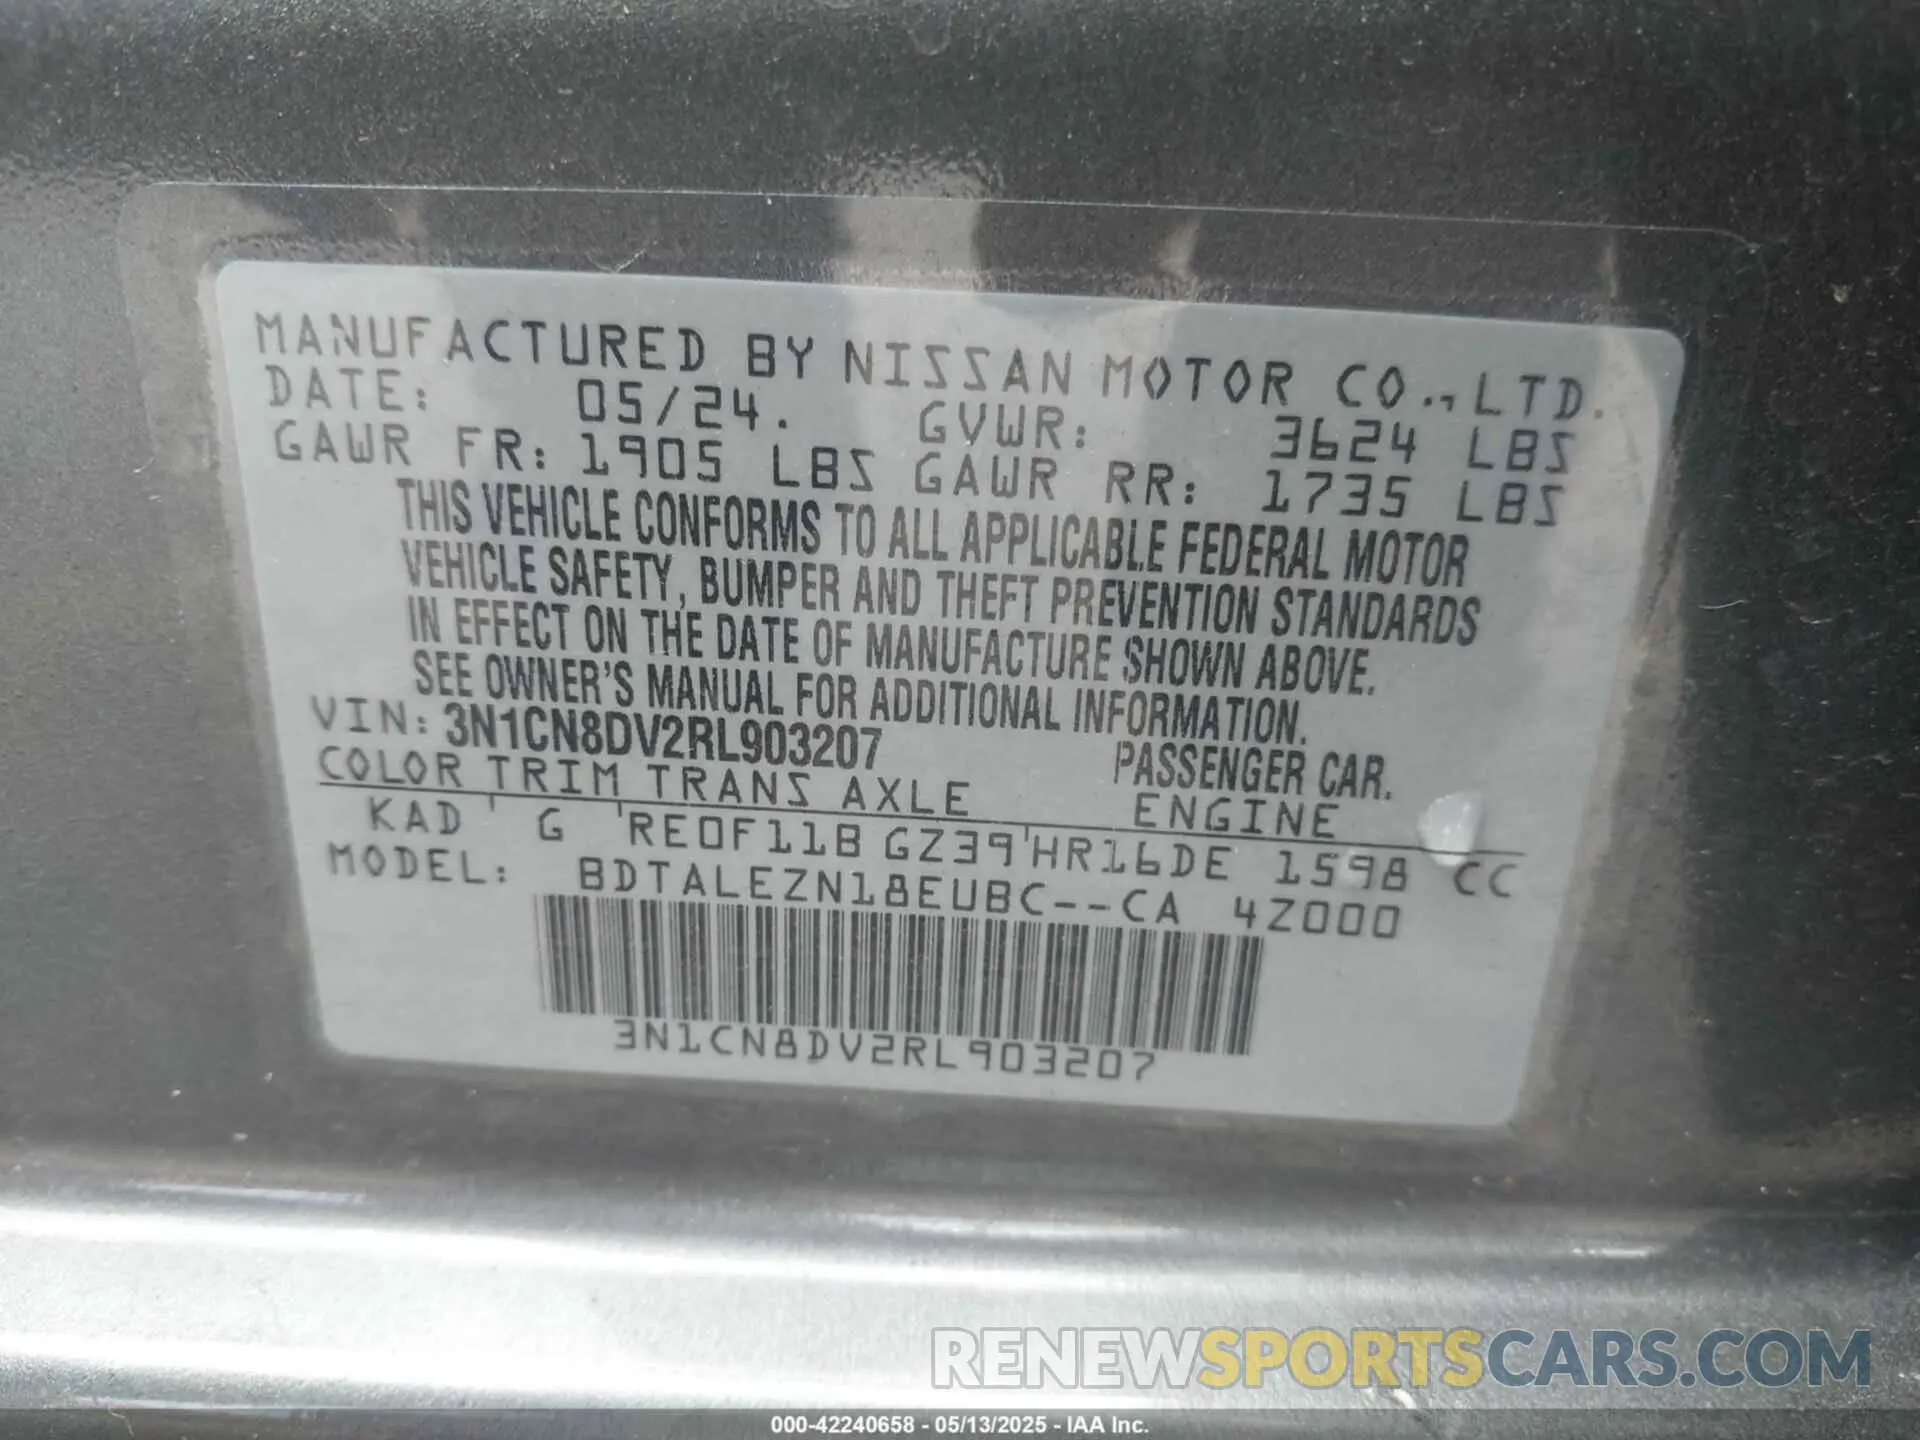 MANUFACTURED BY NISSAN MOTOR CO., LTD.
DATE: 05/24. GVWR: 3624 LBS
GAWR FR: 1905 LBS GAWR RR: 1735 LBS
THIS VEHICLE CONFORMS TO ALL APPLICABLE FEDERAL MOTOR
VEHICLE SAFETY, BUMPER AND THEFT PREVENTION STANDARDS
IN EFFECT ON THE DATE OF MANUFACTURE SHOWN ABOVE.
SEE OWNER'S MANUAL FOR ADDITIONAL INFORMATION.
VIN: 3N1CN8DV2RL903207 PASSENGER CAR.
COLOR TRIM TRANS AXLE ENGINE
KAD ' G 'RE0F11B GZ39'HR16DE 1598 CC
MODEL: BDTALEZN18EUBC--CA 4Z000
3N1CN8DV2RL903207
RENEWSPORTSCARS.COM
000-42240658 - 05/13/2025 - IAA Inc.